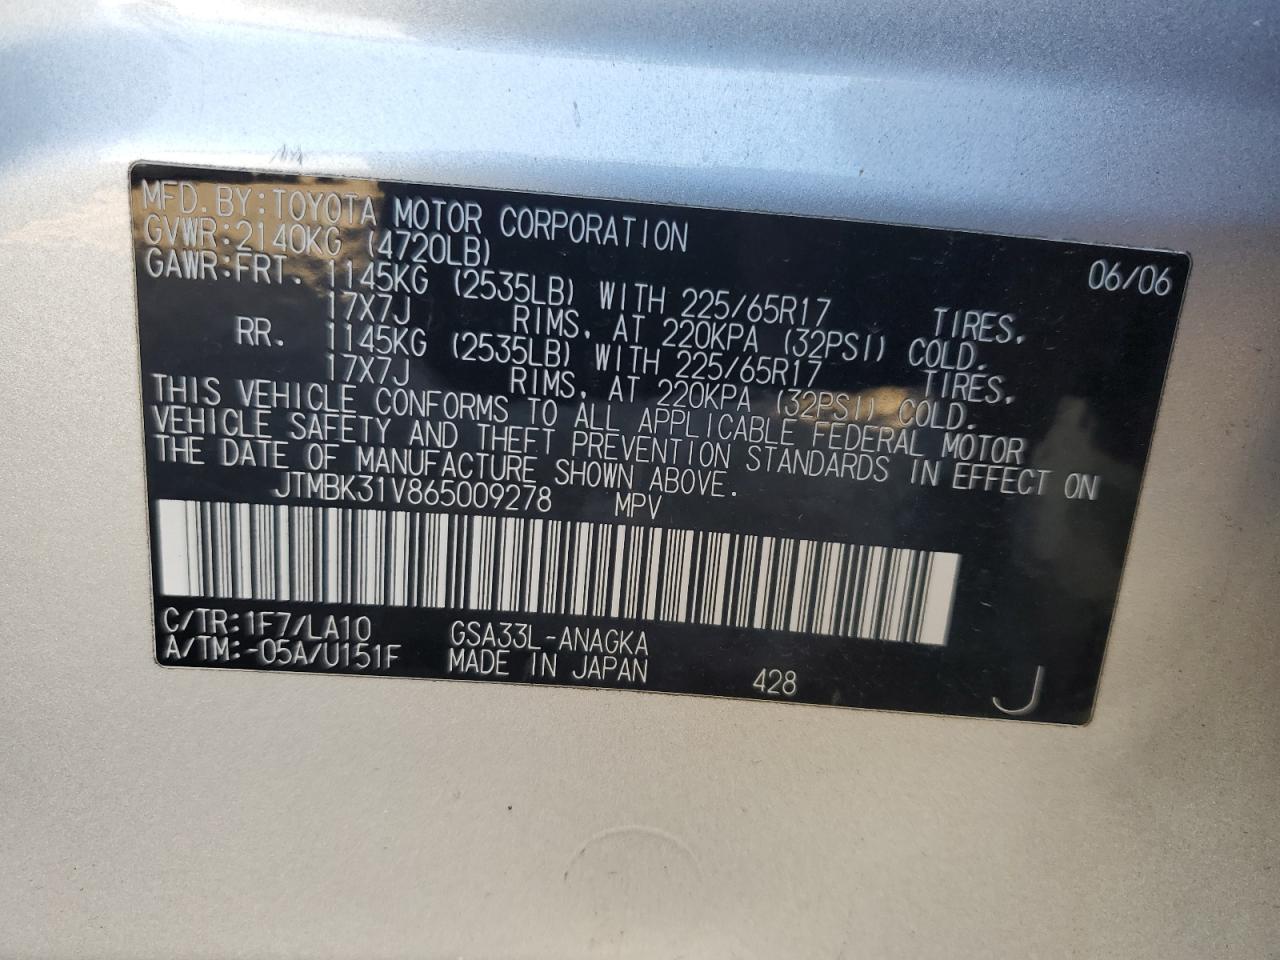 MFD. BY: TOYOTA MOTOR CORPORATION 06/06
GVWR: 2140KG (4720LB)
GAWR: FRT. 1145KG (2535LB) WITH 225/65R17 TIRES,
17X7J RIMS, AT 220KPA (32PSI) COLD.
RR. 1145KG (2535LB) WITH 225/65R17 TIRES,
17X7J RIMS, AT 220KPA (32PSI) COLD.
THIS VEHICLE CONFORMS TO ALL APPLICABLE FEDERAL MOTOR
VEHICLE SAFETY AND THEFT PREVENTION STANDARDS IN EFFECT ON
THE DATE OF MANUFACTURE SHOWN ABOVE.
JTMBK31V865009278 MPV
C/TR: 1F7/LA10 GSA33L-ANAGKA
A/TM: -05A/U151F MADE IN JAPAN 428 J